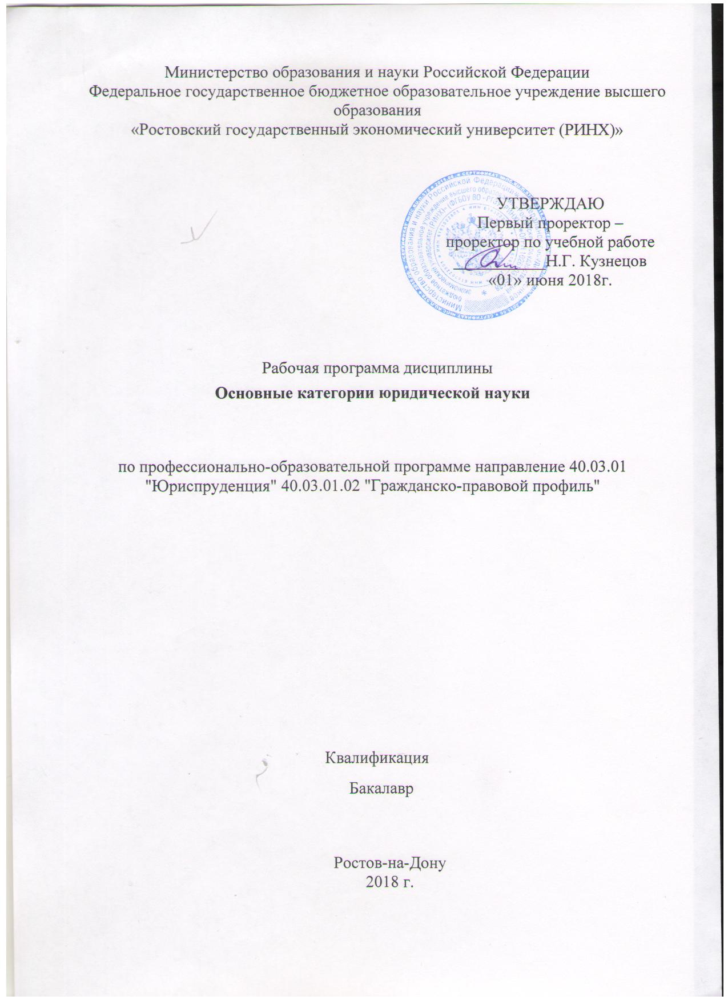 Министерство образования и науки Российской Федерации
Федеральное государственное бюджетное образовательное учреждение высшего
образования
«Ростовский государственный экономический университет (РИНХ)»
УТВЕРЖДАЮ
Первый проректор –
проректор по учебной работе
Н.Г. Кузнецов
«01» июня 2018г.
Рабочая программа дисциплины
Основные категории юридической науки
по профессионально-образовательной программе направление 40.03.01
"Юриспруденция" 40.03.01.02 "Гражданско-правовой профиль"
Квалификация
Бакалавр
Ростов-на-Дону
2018 г.